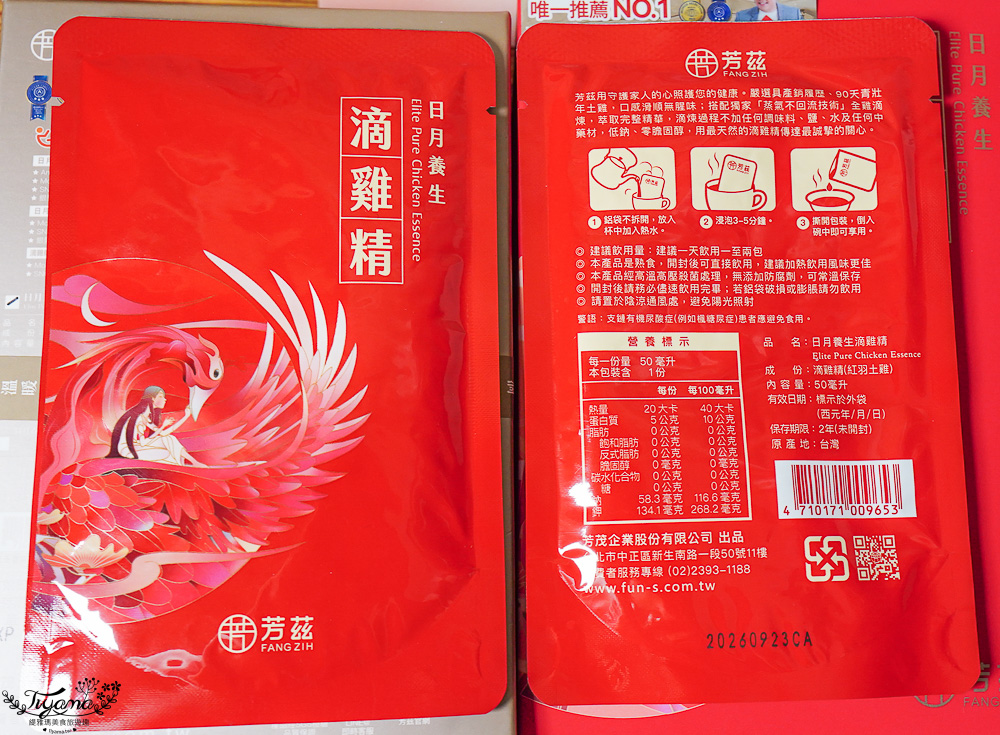 唯一推薦 NO.1
日月養生
Elite Pure Chicken Essence
滴雞精
芳茲
FANG ZIH
芳茲
FANG ZIH
芳茲用守護家人的心照護您的健康。嚴選具產銷履歷、90天青壯
年土雞，口感滑順無腥味；搭配獨家「蒸氣不回流技術」全雞滴
煉，萃取完整精華，滴煉過程不加任何調味料、鹽、水及任何中
藥材，低鈉、零膽固醇，用最天然的滴雞精傳達最誠摯的關心。
芳茲
1 鋁袋不拆開，放入
杯中加入熱水。
2 浸泡3-5分鐘。
3 撕開包裝，倒入
碗中即可享用。
◎ 建議飲用量：建議一天飲用一至兩包
◎ 本產品是熟食，開封後可直接飲用，建議加熱飲用風味更佳
◎ 本產品經高溫高壓殺菌處理，無添加防腐劑，可常溫保存
◎ 開封後請務必儘速飲用完畢；若鋁袋破損或膨脹請勿飲用
◎ 請置於陰涼通風處，避免陽光照射
警語：支鏈有機尿酸症(例如楓糖尿症)患者應避免食用。
營養標示
每一份量 50毫升
本包裝含 1份
每份 每100毫升
熱量 20大卡 40大卡
蛋白質 5公克 10公克
脂肪 0公克 0公克
飽和脂肪 0公克 0公克
反式脂肪 0公克 0公克
膽固醇 0毫克 0毫克
碳水化合物 0公克 0公克
糖 0公克 0公克
鈉 58.3毫克 116.6毫克
鉀 134.1毫克 268.2毫克
品名：日月養生滴雞精
Elite Pure Chicken Essence
成份：滴雞精(紅羽土雞)
內容量：50毫升
有效日期：標示於外袋
(西元年/月/日)
保存期限：2年(未開封)
原產地：台灣
4 710171 009653
芳茂企業股份有限公司 出品
北市中正區新生南路一段50號11樓
費者服務專線 (02)2393-1188
www.fun-s.com.tw
20260923CA
日月養生
Elite Pure Chicken Essence
溫暖
芳
FANG
Tiyama
緹雅瑪美食旅遊趣
Tiyama.tw